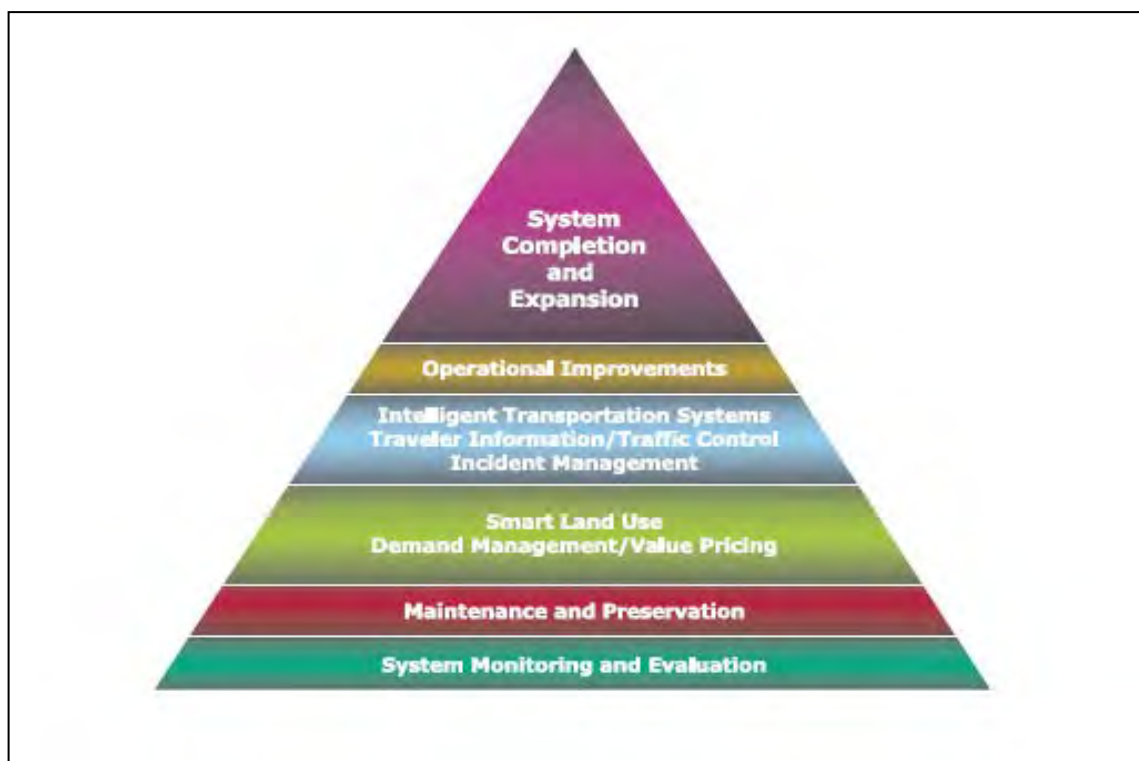 System
Completion
and
Expansion
Operational Improvements
Intelligent Transportation Systems
Traveler Information/Traffic Control
Incident Management
Smart Land Use
Demand Management/Value Pricing
Maintenance and Preservation
System Monitoring and Evaluation